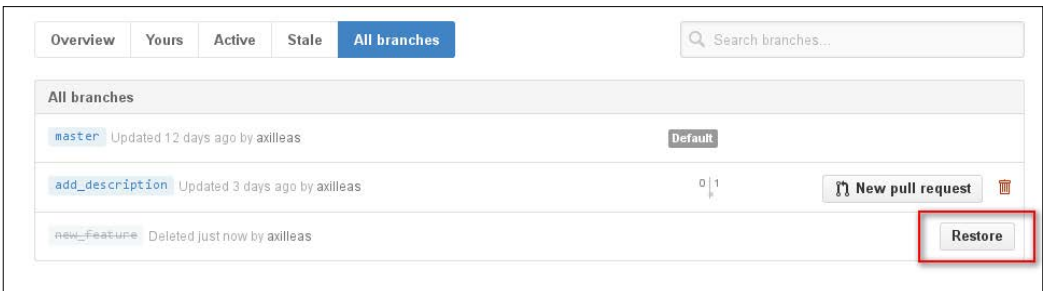 Overview Yours Active Stale All branches Search branches...
All branches
master Updated 12 days ago by axilleas Default
add_description Updated 3 days ago by axilleas 0 1 New pull request
new_feature Deleted just now by axilleas Restore